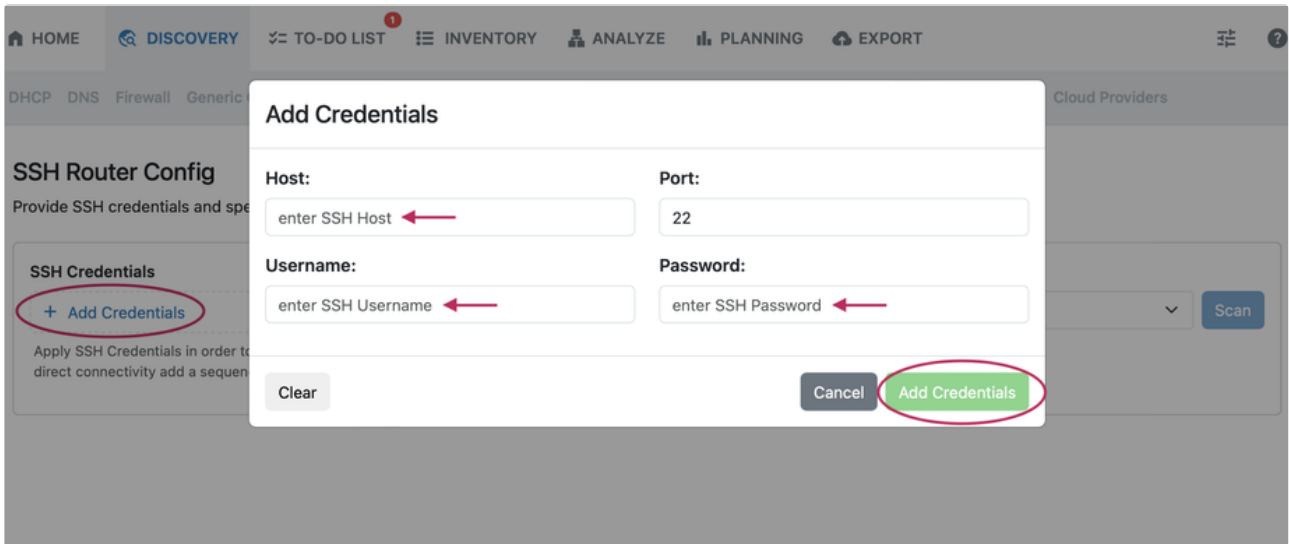 HOME DISCOVERY TO-DO LIST 1 INVENTORY ANALYZE PLANNING EXPORT
DHCP DNS Firewall Generic Cloud Providers
Add Credentials
SSH Router Config
Provide SSH credentials and spe
Host: Port:
enter SSH Host 22
SSH Credentials
Username: Password:
enter SSH Username enter SSH Password
+ Add Credentials
Scan
Apply SSH Credentials in order to
direct connectivity add a sequen
Clear Cancel Add Credentials